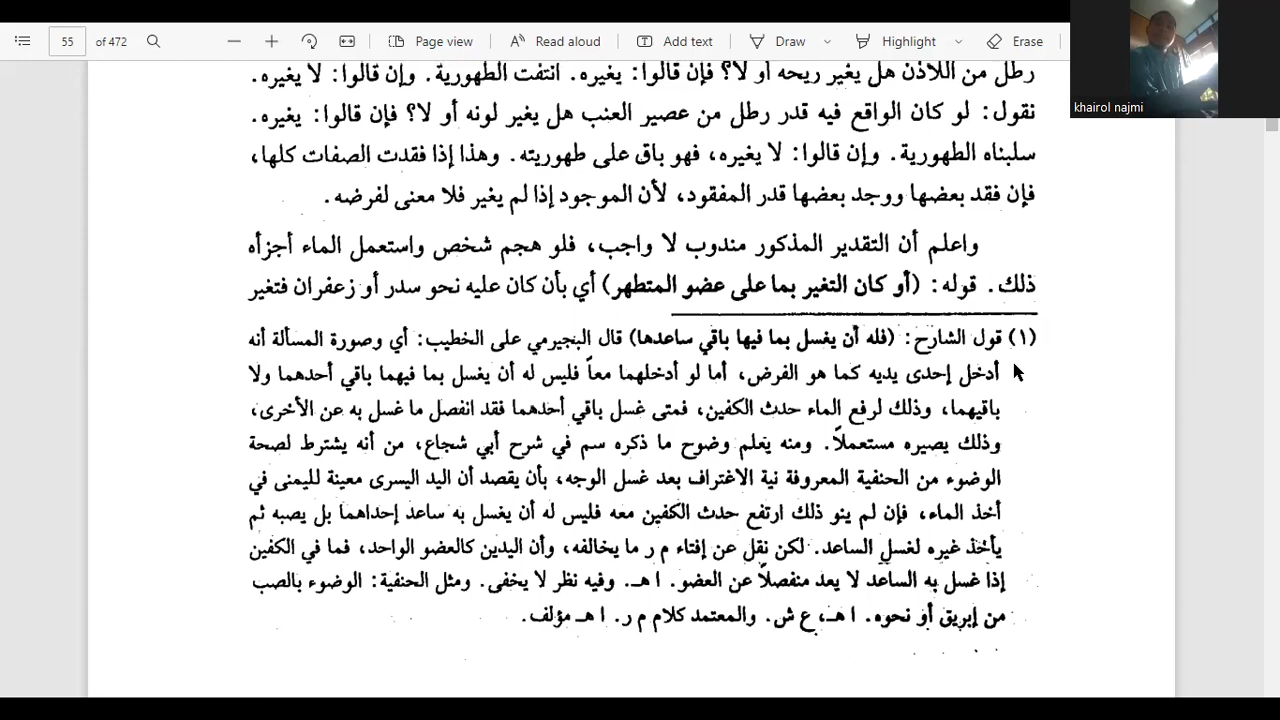 55 of 472 Page view Read aloud Add text Draw Highlight Erase
khairol najmi
رطل من اللاذن هل يغير ريحه أو لا؟ فإن قالوا: يغيره. انتفت الطهورية. وإن قالوا: لا يغيره.
نقول: لو كان الواقع فيه قدر رطل من عصير العنب هل يغير لونه أو لا؟ فإن قالوا: يغيره.
سلبناه الطهورية. وإن قالوا: لا يغيره، فهو باق على طهوريته. وهذا إذا فقدت الصفات كلها،
فإن فقد بعضها ووجد بعضها قدر المفقود، لأن الموجود إذا لم يغير فلا معنى لفرضه.
واعلم أن التقدير المذكور مندوب لا واجب، فلو هجم شخص واستعمل الماء أجزأه
ذلك. قوله: (أو كان التغير بما على عضو المتطهر) أي بأن كان عليه نحو سدر أو زعفران فتغير
(١) قول الشارح: (فله أن يغسل بما فيها باقي ساعدها) قال البجيرمي على الخطيب: أي وصورة المسألة أنه
أدخل إحدى يديه كما هو الفرض، أما لو أدخلهما معاً فليس له أن يغسل بما فيهما باقي أحدهما ولا
باقيهما، وذلك لرفع الماء حدث الكفين، فمتى غسل باقي أحدهما فقد انفصل ما غسل به عن الأخرى،
وذلك يصيره مستعملاً. ومنه يعلم وضوح ما ذكره سم في شرح أبي شجاع، من أنه يشترط لصحة
الوضوء من الحنفية المعروفة نية الاغتراف بعد غسل الوجه، بأن يقصد أن اليد اليسرى معينة لليمنى في
أخذ الماء، فإن لم ينو ذلك ارتفع حدث الكفين معه فليس له أن يغسل به ساعد إحداهما بل يصبه ثم
يأخذ غيره لغسل الساعد. لكن نقل عن إفتاء م ر ما يخالفه، وأن اليدين كالعضو الواحد، فما في الكفين
إذا غسل به الساعد لا يعد منفصلاً عن العضو. ا هـ. وفيه نظر لا يخفى. ومثل الحنفية: الوضوء بالصب
من إبريق أو نحوه. ا هـ، ع ش. والمعتمد كلام م ر. ا هـ مؤلف.